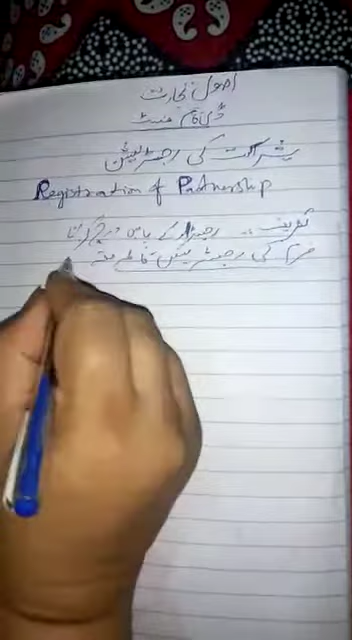 اصول تجارت
ڈی کام منٹ
شراکت کی رجسٹریشن
Registration of Partnership
تعریف .. رجسٹرار کے پاس درج کرانا
فرم کی رجسٹریشن کا طریقہ